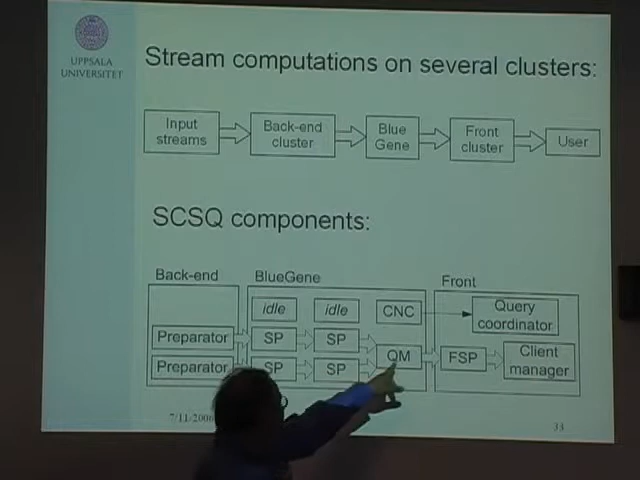 UPPSALA
UNIVERSITET
Stream computations on several clusters:
Input
streams
Back-end
cluster
Blue
Gene
Front
cluster
User
SCSQ components:
Back-end
BlueGene
Front
idle
idle
CNC
Query
coordinator
Preparator
SP
SP
QM
FSP
Client
manager
Preparator
SP
SP
33